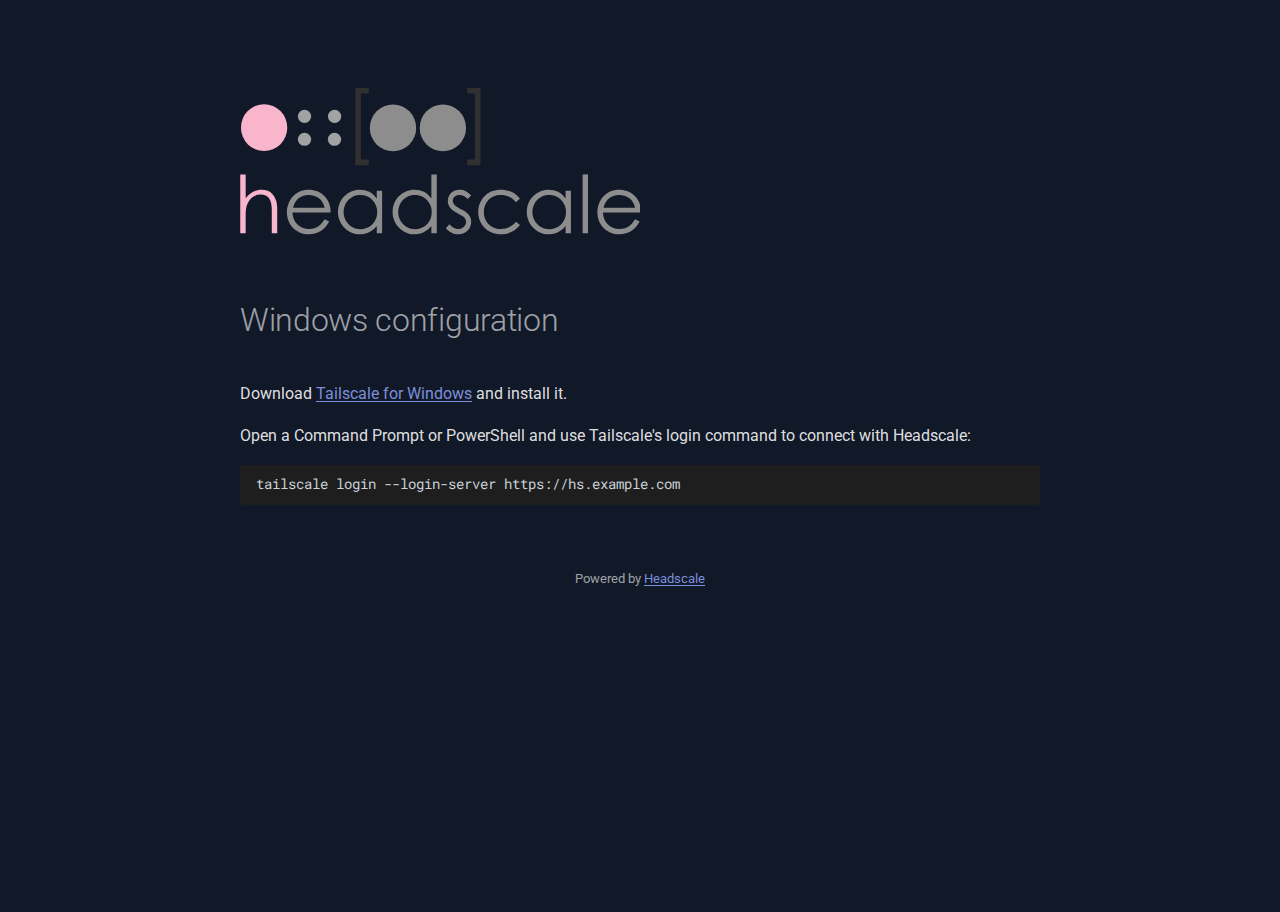 headscale
Windows configuration
Download Tailscale for Windows and install it.
Open a Command Prompt or PowerShell and use Tailscale's login command to connect with Headscale:
tailscale login --login-server https://hs.example.com
Powered by Headscale